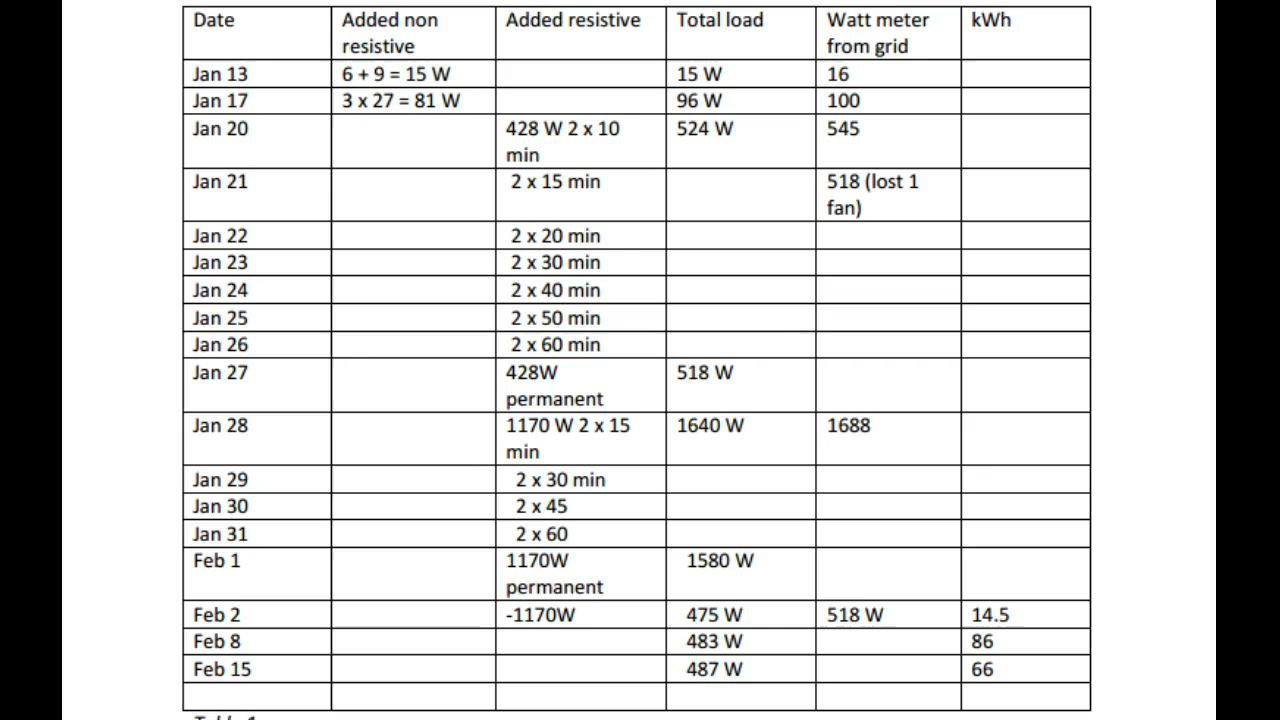 Date Added non resistive Added resistive Total load Watt meter from grid kWh
Jan 13 6 + 9 = 15 W 15 W 16
Jan 17 3 x 27 = 81 W 96 W 100
Jan 20 428 W 2 x 10 min 524 W 545
Jan 21 2 x 15 min 518 (lost 1 fan)
Jan 22 2 x 20 min
Jan 23 2 x 30 min
Jan 24 2 x 40 min
Jan 25 2 x 50 min
Jan 26 2 x 60 min
Jan 27 428W permanent 518 W
Jan 28 1170 W 2 x 15 min 1640 W 1688
Jan 29 2 x 30 min
Jan 30 2 x 45
Jan 31 2 x 60
Feb 1 1170W permanent 1580 W
Feb 2 -1170W 475 W 518 W 14.5
Feb 8 483 W 86
Feb 15 487 W 66